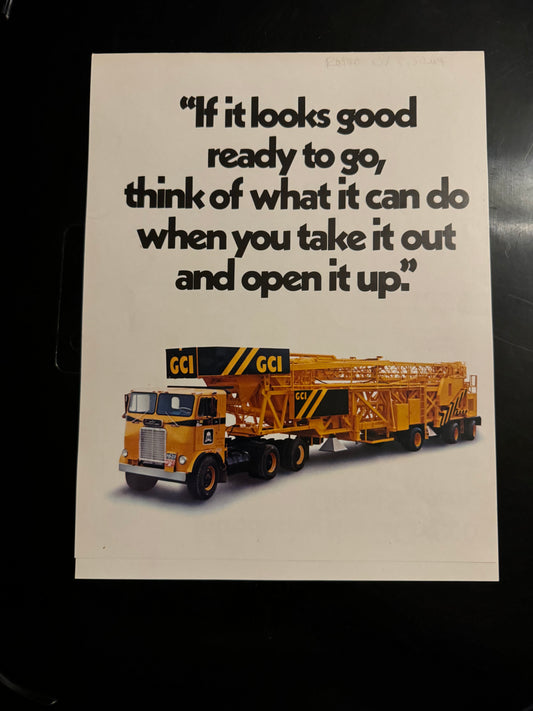 “If it looks good
ready to go,
think of what it can do
when you take it out
and open it up.”
GCI GCI
GCI